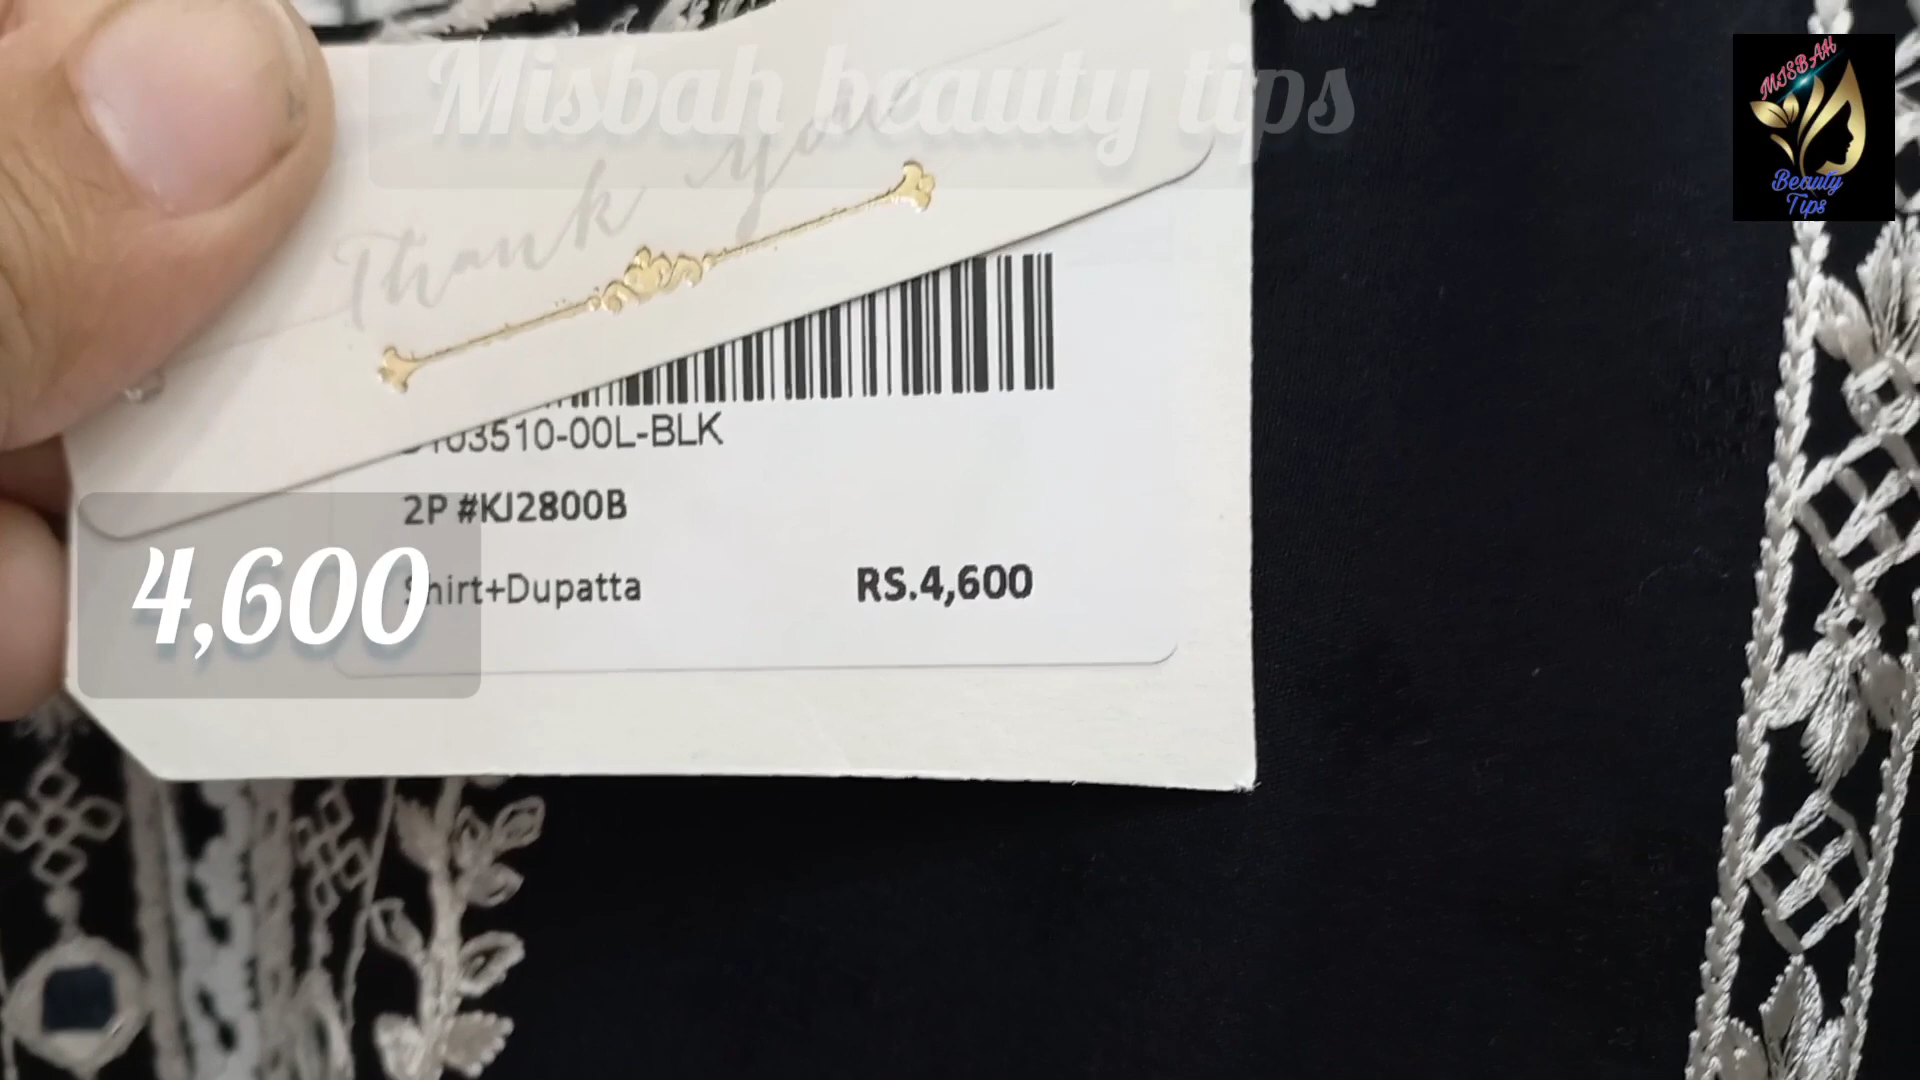 Misbah beauty tips
MISBAH
Beauty
Tips
Thank you
103510-00L-BLK
2P #KJ2800B
Shirt+Dupatta
RS.4,600
4,600